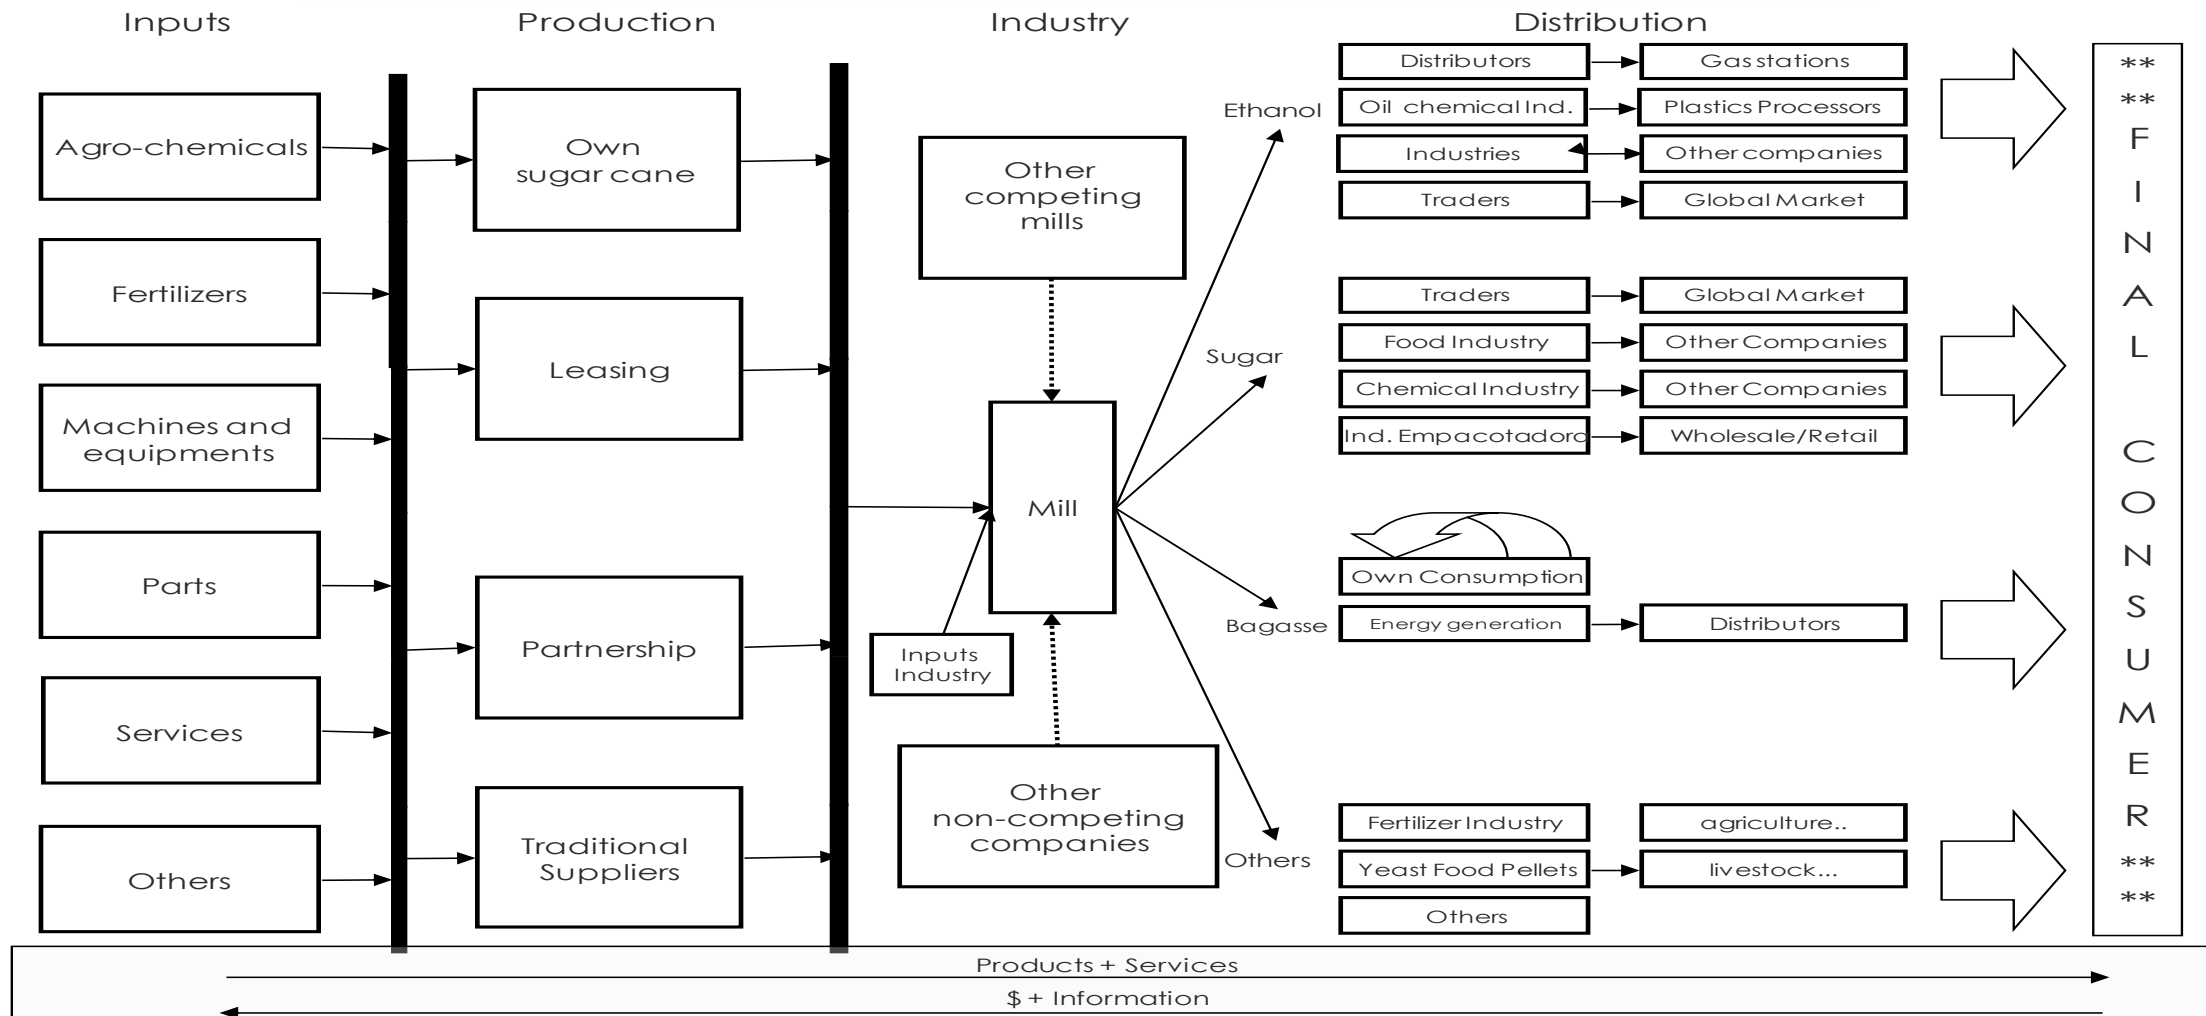 Inputs
Production
Industry
Distribution
Agro-chemicals
Fertilizers
Machines and
equipments
Parts
Services
Others
Own
sugar cane
Leasing
Partnership
Traditional
Suppliers
Other
competing
mills
Mill
Inputs
Industry
Other
non-competing
companies
Ethanol
Sugar
Bagasse
Others
Distributors
Gas stations
Oil chemical Ind.
Plastics Processors
Industries
Other companies
Traders
Global Market
Traders
Global Market
Food Industry
Other Companies
Chemical Industry
Other Companies
Ind. Empacotadora
Wholesale/Retail
Own Consumption
Energy generation
Distributors
Fertilizer Industry
agriculture..
Yeast Food Pellets
livestock...
Others
**
**
F
I
N
A
L
C
O
N
S
U
M
E
R
**
**
Products + Services
$ + Information